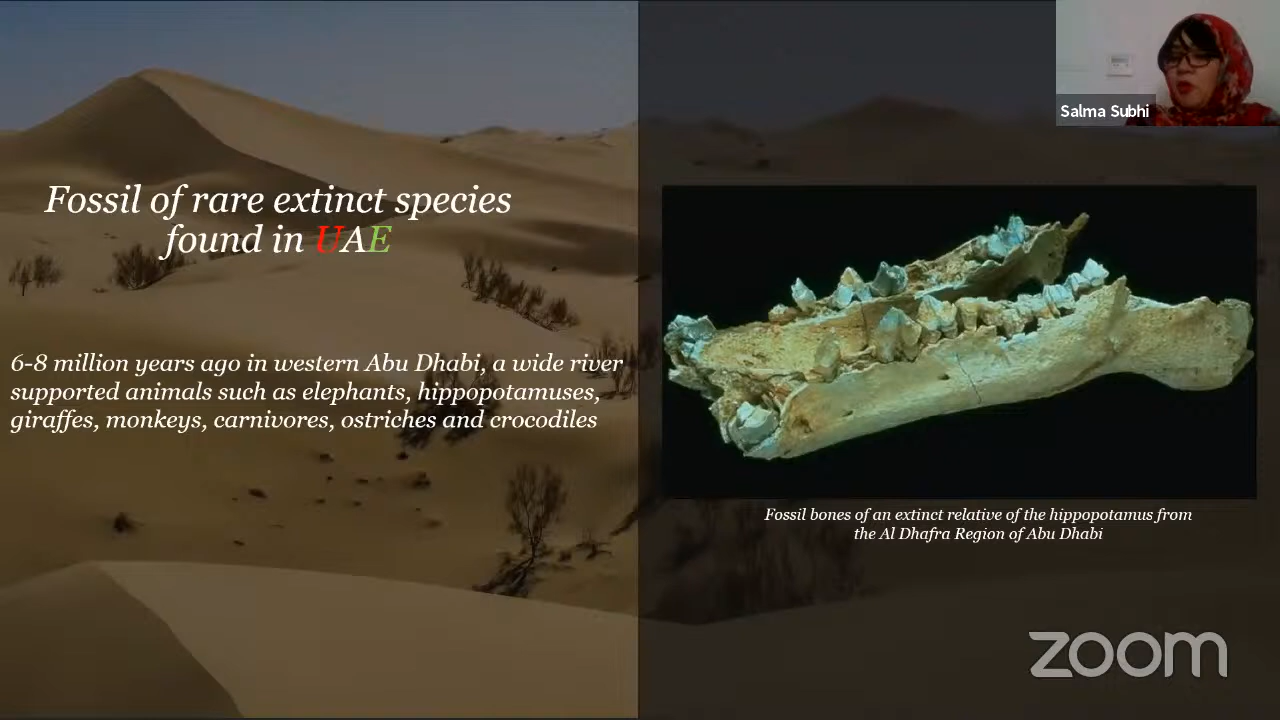 Salma Subhi
Fossil of rare extinct species
found in UAE
6-8 million years ago in western Abu Dhabi, a wide river
supported animals such as elephants, hippopotamuses,
giraffes, monkeys, carnivores, ostriches and crocodiles
Fossil bones of an extinct relative of the hippopotamus from
the Al Dhafra Region of Abu Dhabi
zoom